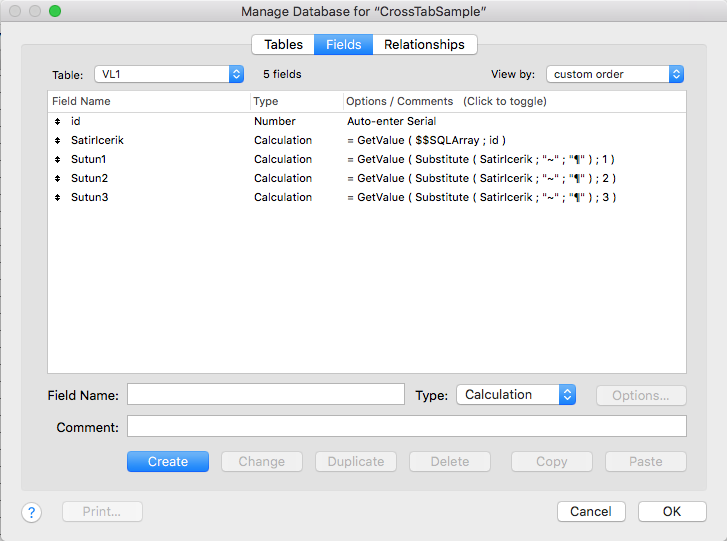 Manage Database for “CrossTabSample”
Tables Fields Relationships
Table: VL1 5 fields View by: custom order
Field Name Type Options / Comments (Click to toggle)
id Number Auto-enter Serial
SatirIcerik Calculation = GetValue ( $$SQLArray ; id )
Sutun1 Calculation = GetValue ( Substitute ( SatirIcerik ; "~" ; "¶" ) ; 1 )
Sutun2 Calculation = GetValue ( Substitute ( SatirIcerik ; "~" ; "¶" ) ; 2 )
Sutun3 Calculation = GetValue ( Substitute ( SatirIcerik ; "~" ; "¶" ) ; 3 )
Field Name: Type: Calculation Options...
Comment:
Create Change Duplicate Delete Copy Paste
? Print... Cancel OK